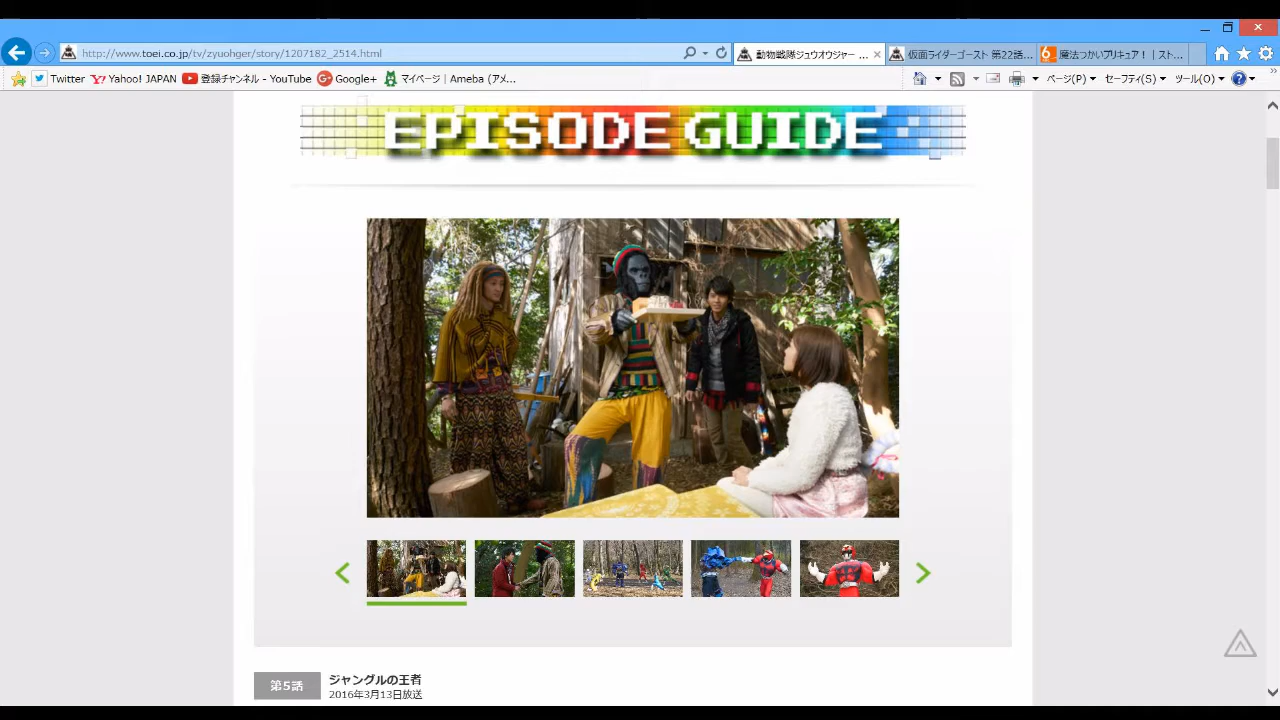 http://www.toei.co.jp/tv/zyuohger/story/1207182_2514.html
動物戦隊ジュウオウジャー ...
仮面ライダーゴースト 第22話...
魔法つかいプリキュア！｜スト...
Twitter
Yahoo! JAPAN
登録チャンネル - YouTube
Google+
マイページ｜Ameba (アメ...
ページ(P)
セーフティ(S)
ツール(O)
EPISODE GUIDE
第5話
ジャングルの王者
2016年3月13日放送